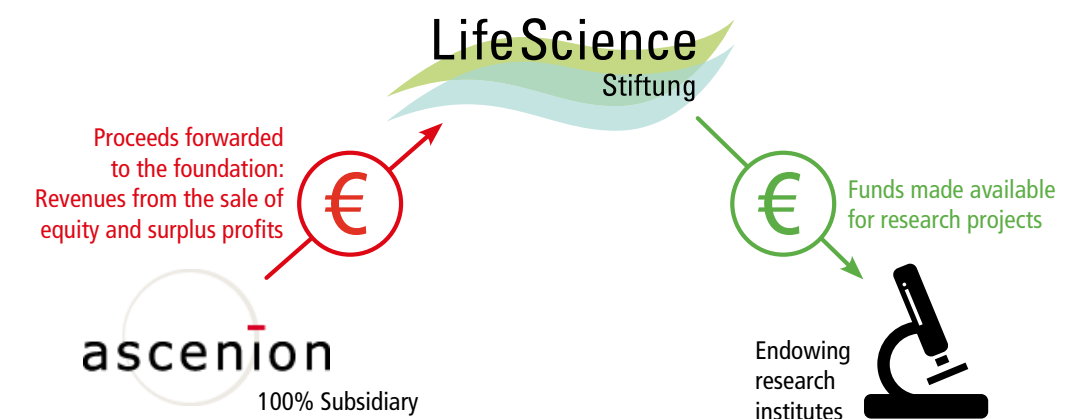 LifeScience
Stiftung
Proceeds forwarded
to the foundation:
Revenues from the sale of
equity and surplus profits
€
€
Funds made available
for research projects
ascenion
100% Subsidiary
Endowing
research
institutes